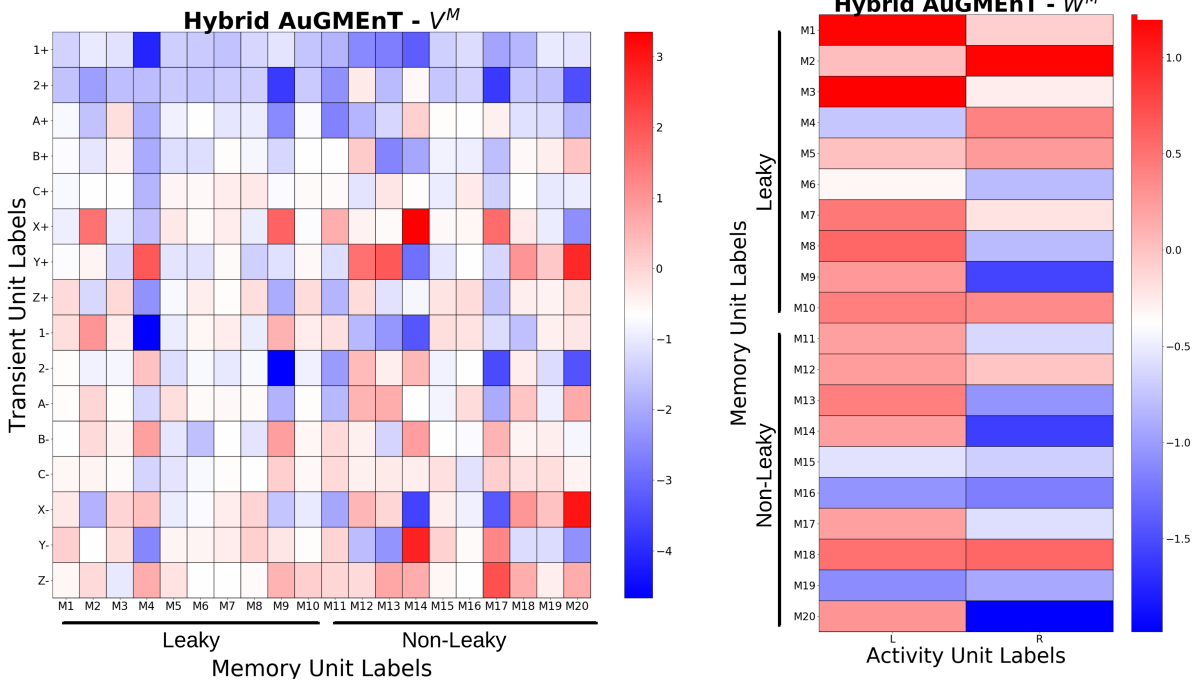 Hybrid AuGMEnT - V^M
Transient Unit Labels
1+
2+
A+
B+
C+
X+
Y+
Z+
1-
2-
A-
B-
C-
X-
Y-
Z-
M1 M2 M3 M4 M5 M6 M7 M8 M9 M10 M11 M12 M13 M14 M15 M16 M17 M18 M19 M20
Leaky Non-Leaky
Memory Unit Labels
3
2
1
0
−1
−2
−3
−4
Hybrid AuGMEnT - W^M
Memory Unit Labels
Leaky
Non-Leaky
M1
M2
M3
M4
M5
M6
M7
M8
M9
M10
M11
M12
M13
M14
M15
M16
M17
M18
M19
M20
L R
Activity Unit Labels
1.0
0.5
0.0
−0.5
−1.0
−1.5